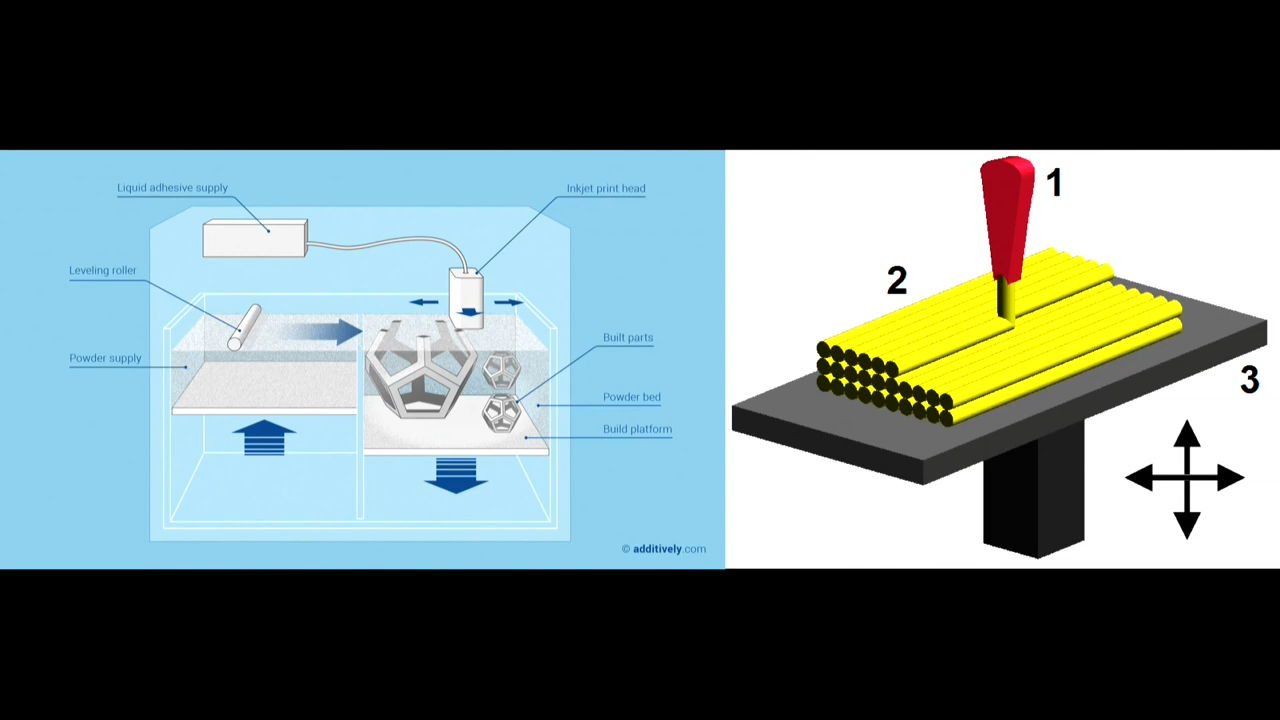 Liquid adhesive supply
Inkjet print head
Leveling roller
Powder supply
Built parts
Powder bed
Build platform
© additively.com
1
2
3